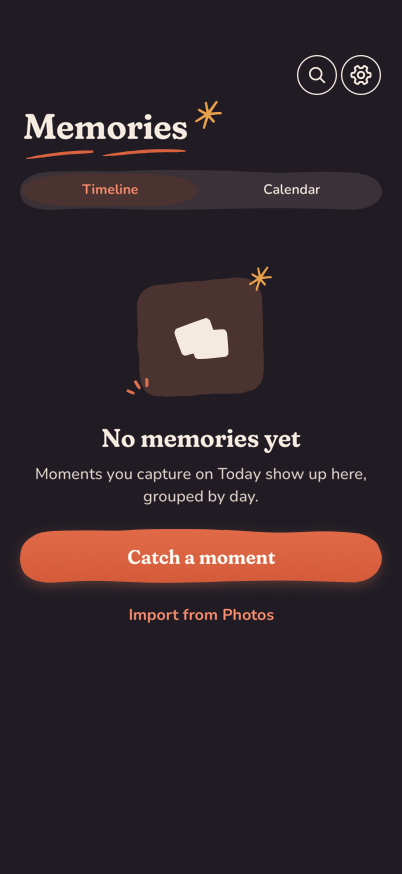 Memories
Timeline
Calendar
No memories yet
Moments you capture on Today show up here,
grouped by day.
Catch a moment
Import from Photos